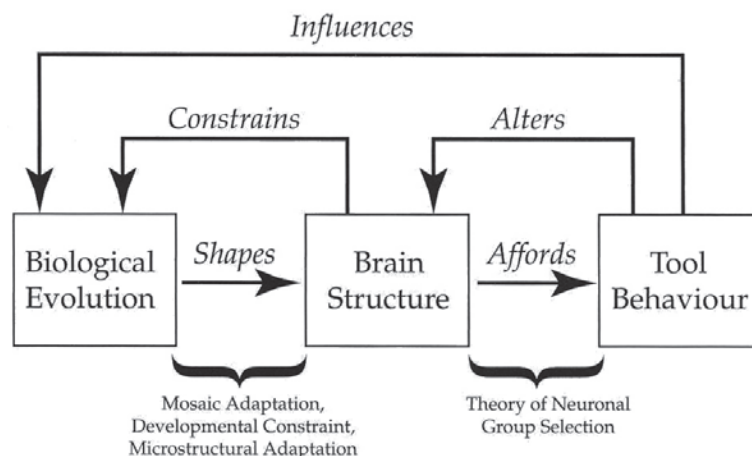 Influences
Constrains
Alters
Biological
Evolution
Shapes
Brain
Structure
Affords
Tool
Behaviour
Mosaic Adaptation,
Developmental Constraint,
Microstructural Adaptation
Theory of Neuronal
Group Selection